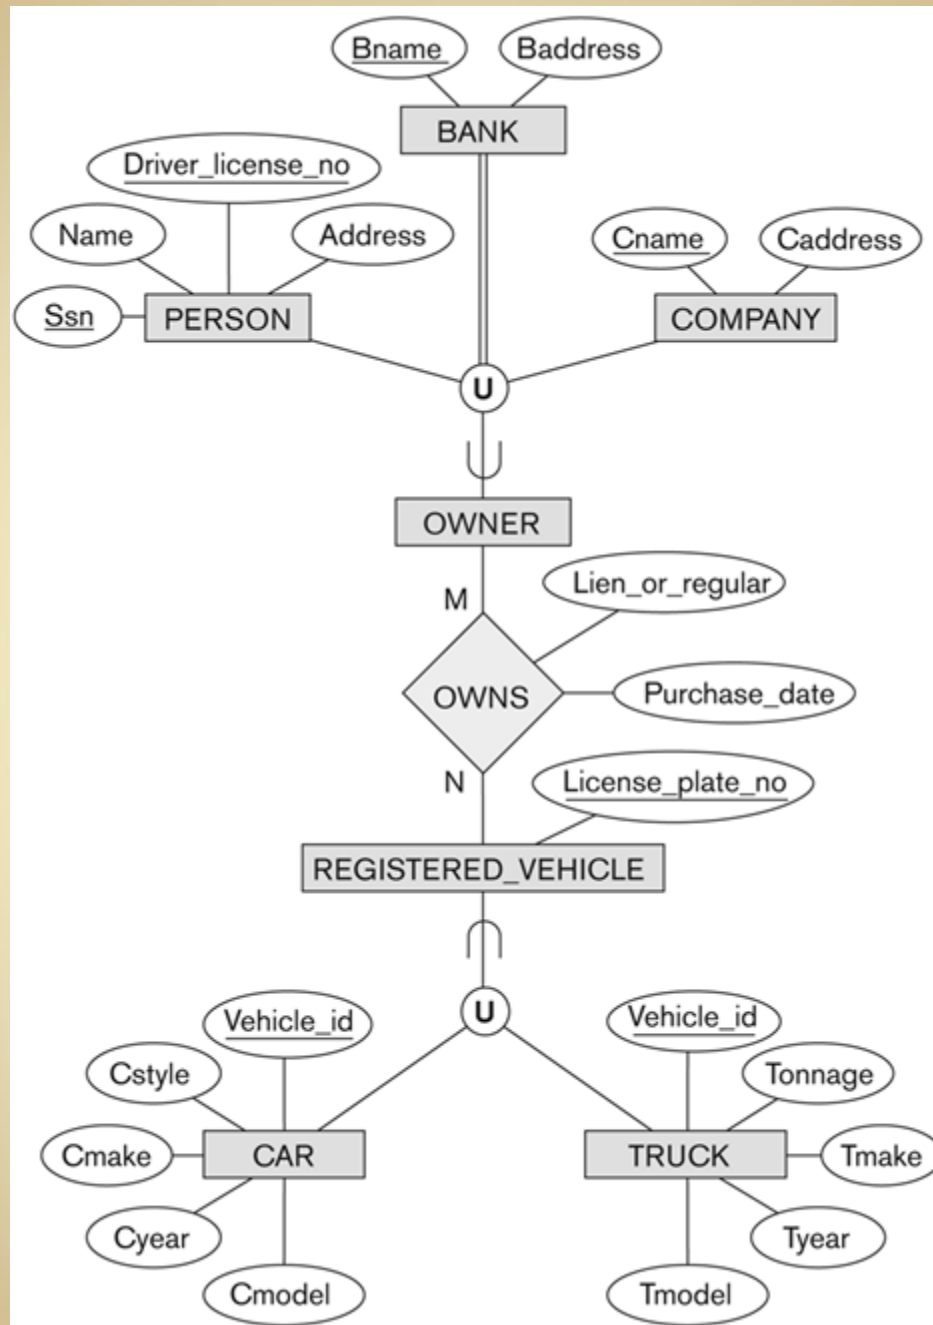 Bname
Baddress
BANK
Driver_license_no
Name
Address
Cname
Caddress
Ssn
PERSON
COMPANY
U
OWNER
Lien_or_regular
M
OWNS
Purchase_date
N
License_plate_no
REGISTERED_VEHICLE
U
Vehicle_id
Vehicle_id
Cstyle
Tonnage
Cmake
CAR
TRUCK
Tmake
Cyear
Tyear
Cmodel
Tmodel